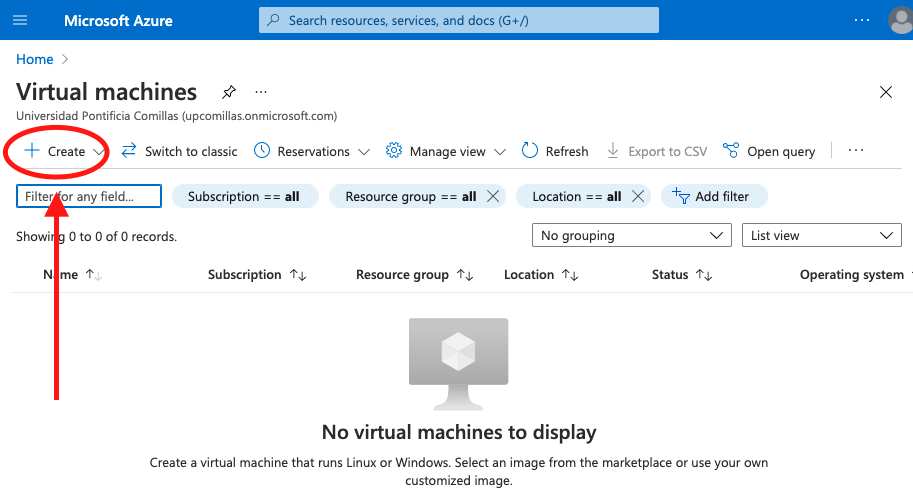 Microsoft Azure
Search resources, services, and docs (G+/)
Home
Virtual machines
Universidad Pontificia Comillas (upcomillas.onmicrosoft.com)
Create Switch to classic Reservations Manage view Refresh Export to CSV Open query
Filter for any field... Subscription == all Resource group == all Location == all Add filter
Showing 0 to 0 of 0 records. No grouping List view
Name Subscription Resource group Location Status Operating system
No virtual machines to display
Create a virtual machine that runs Linux or Windows. Select an image from the marketplace or use your own
customized image.